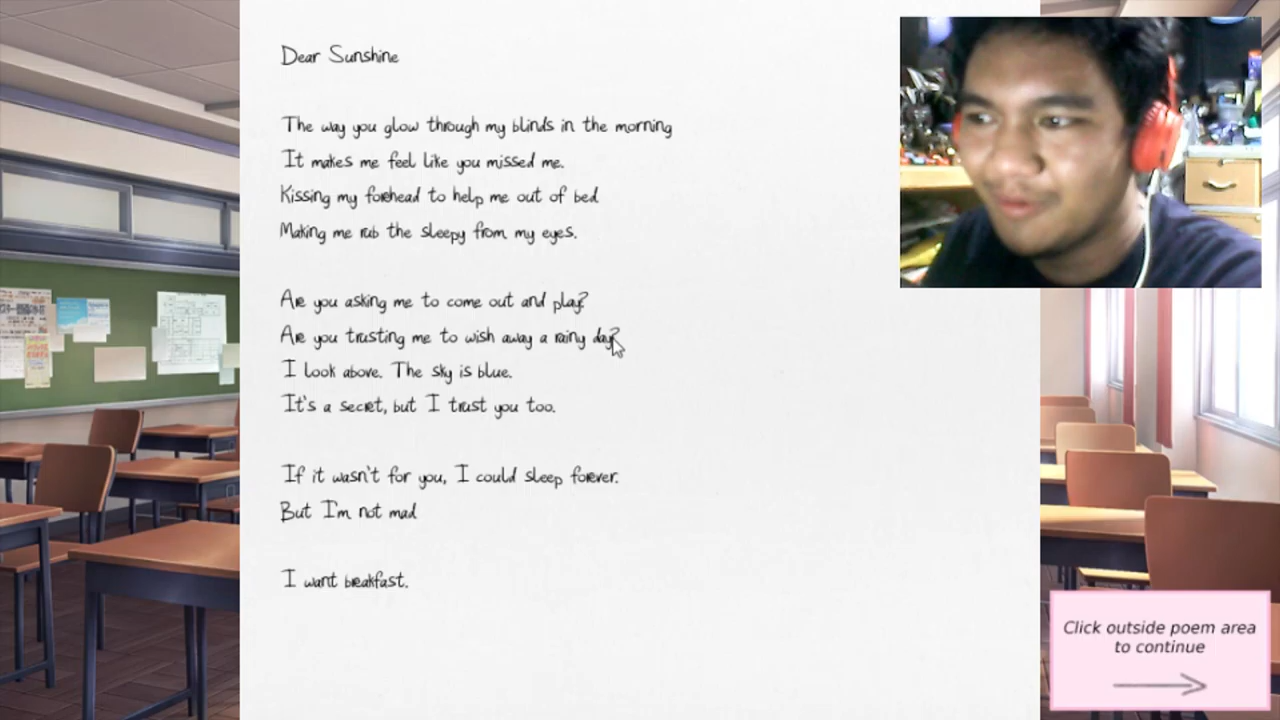 Dear Sunshine
The way you glow through my blinds in the morning
It makes me feel like you missed me.
Kissing my forehead to help me out of bed
Making me rub the sleepy from my eyes.
Are you asking me to come out and play?
Are you trusting me to wish away a rainy day?
I look above. The sky is blue.
It's a secret, but I trust you too.
If it wasn't for you, I could sleep forever.
But I'm not mad
I want breakfast.
Click outside poem area
to continue